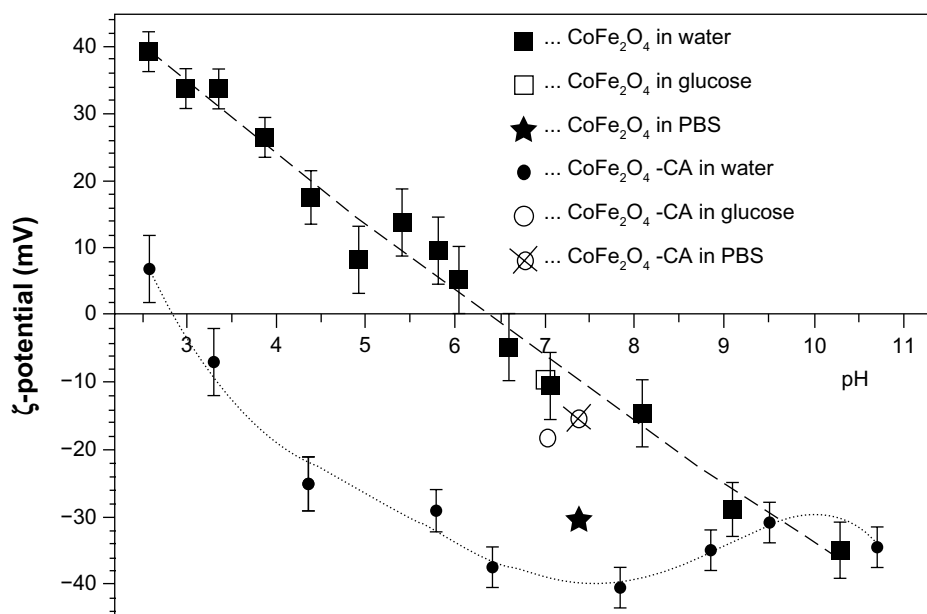 40
30
20
10
0
−10
−20
−30
−40
ζ-potential (mV)
... CoFe₂O₄ in water
... CoFe₂O₄ in glucose
... CoFe₂O₄ in PBS
... CoFe₂O₄ -CA in water
... CoFe₂O₄ -CA in glucose
... CoFe₂O₄ -CA in PBS
3 4 5 6 7 8 9 10 11
pH